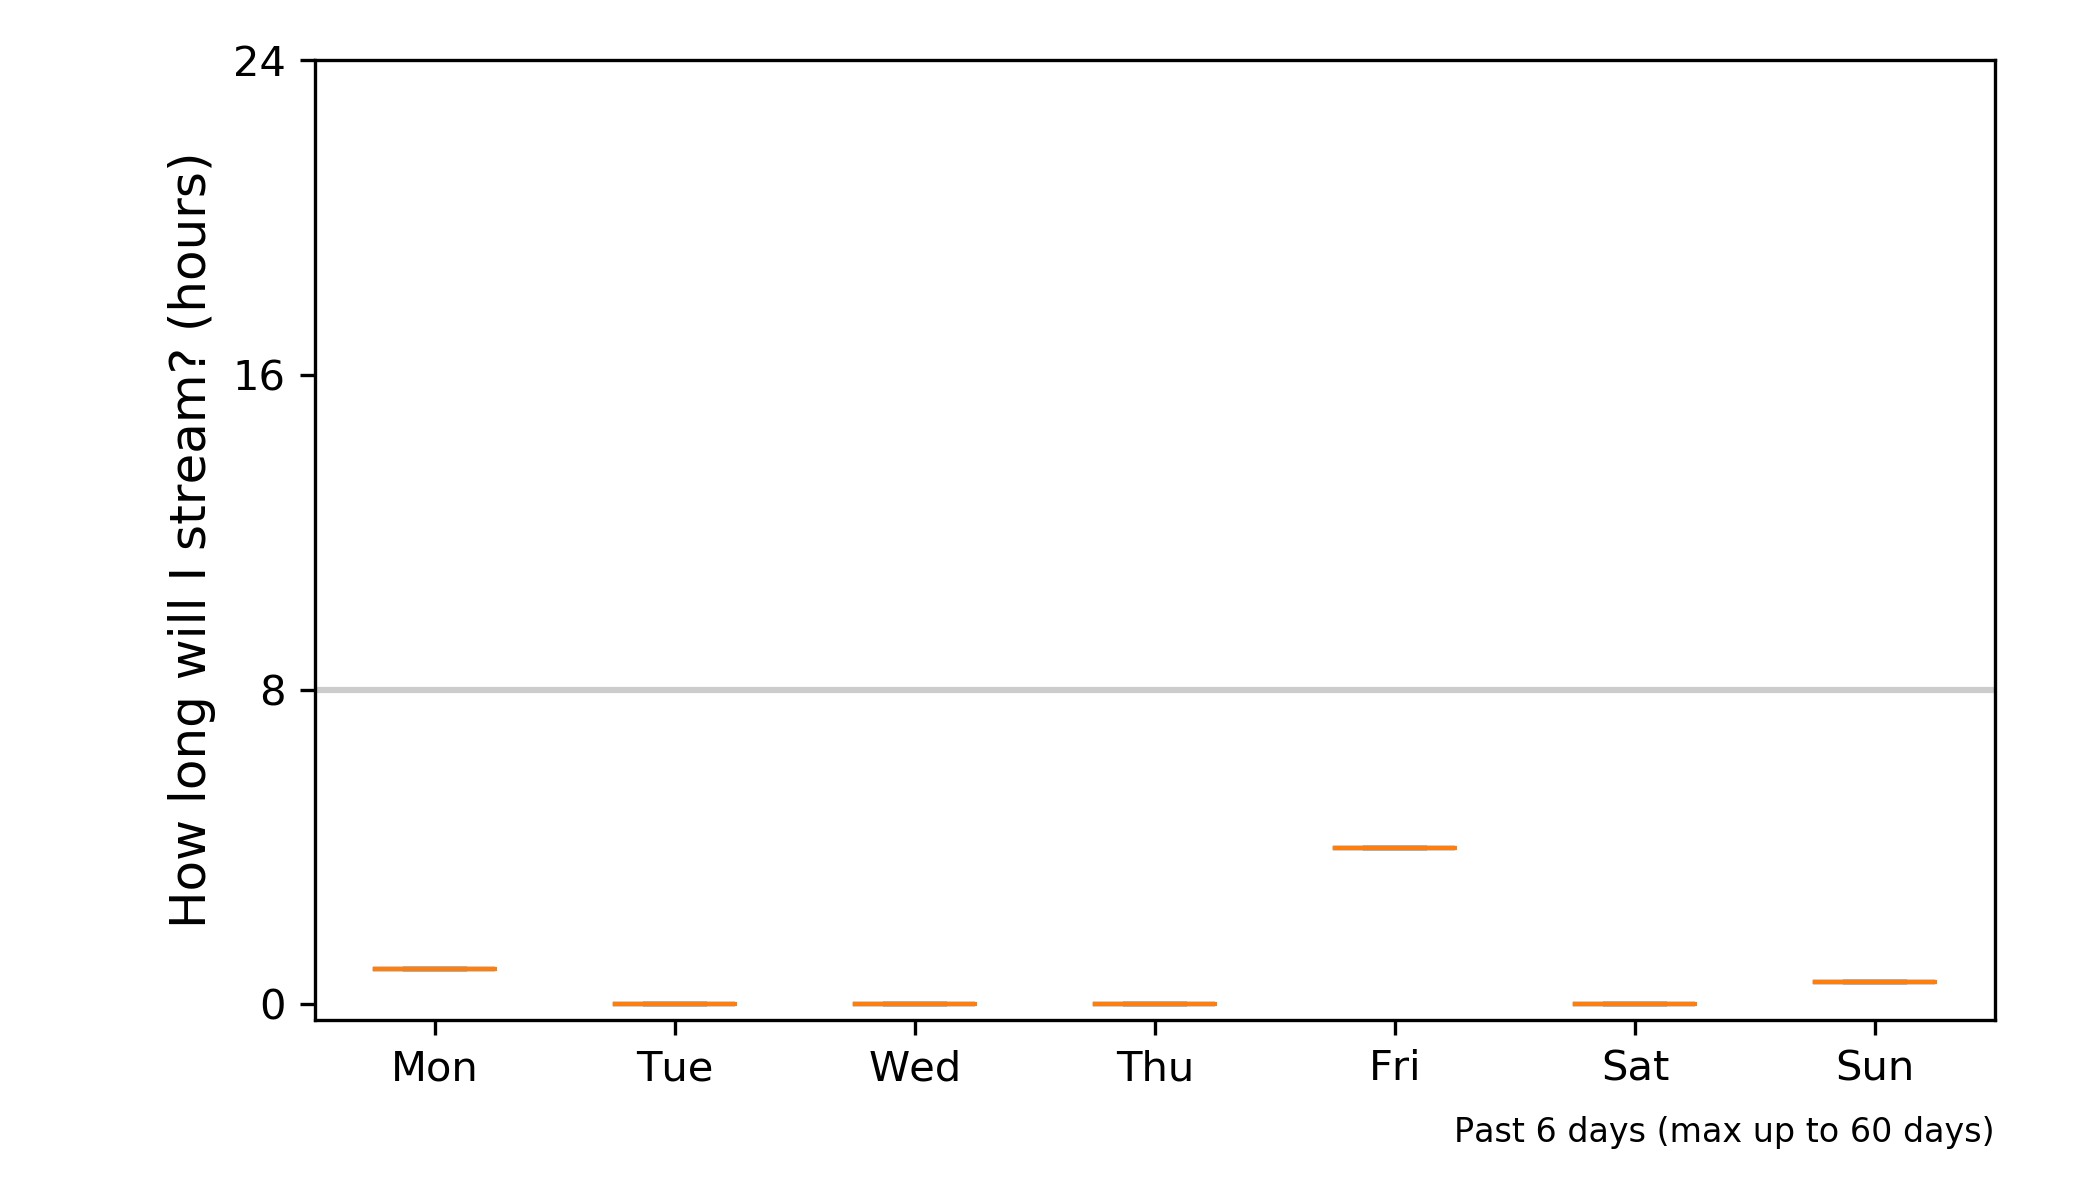 How long will I stream? (hours)
24
16
8
0
Mon Tue Wed Thu Fri Sat Sun
Past 6 days (max up to 60 days)